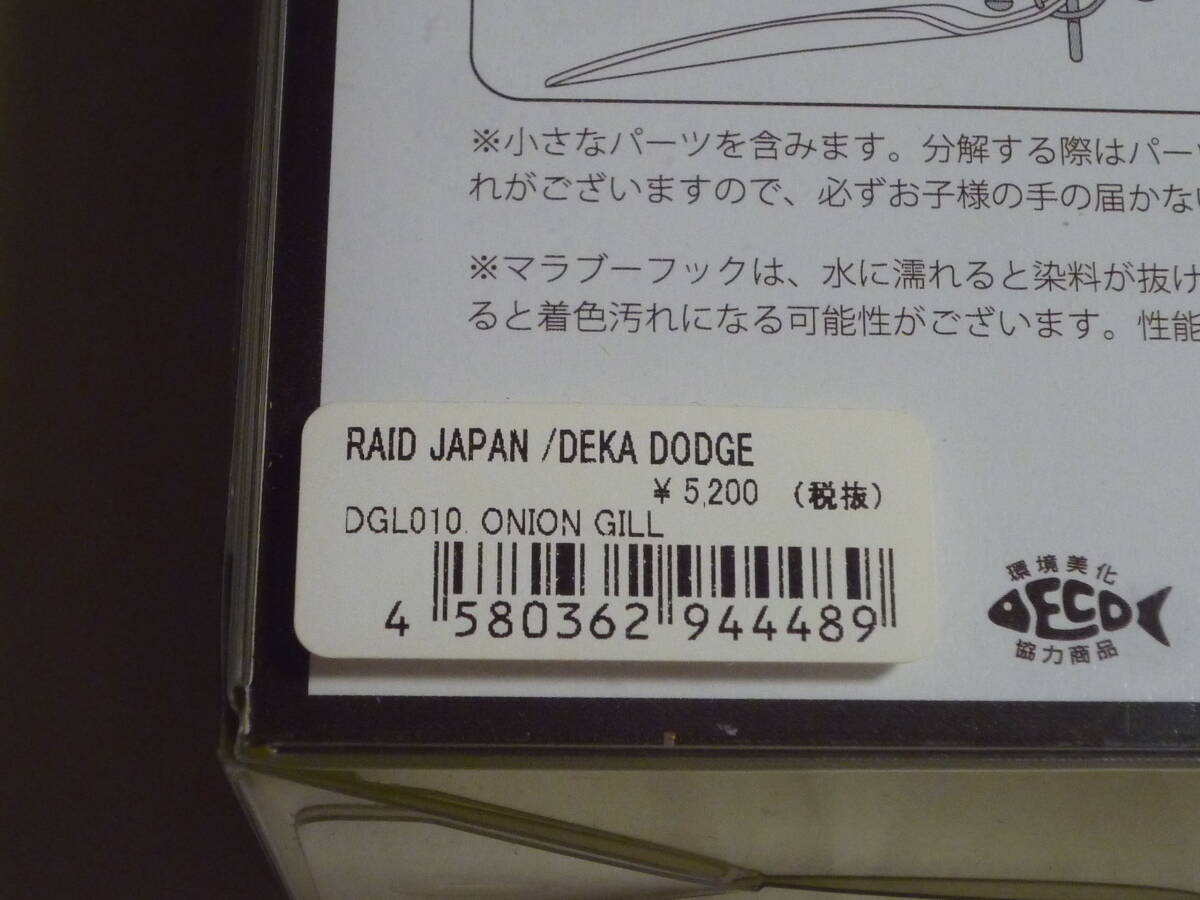 ※小さなパーツを含みます。分解する際はパー
れがございますので、必ずお子様の手の届かない
※マラブーフックは、水に濡れると染料が抜け
ると着色汚れになる可能性がございます。性能
RAID JAPAN /DEKA DODGE
¥ 5,200 (税抜)
DGL010. ONION GILL
4 580362 944489
環境美化
ECO
協力商品